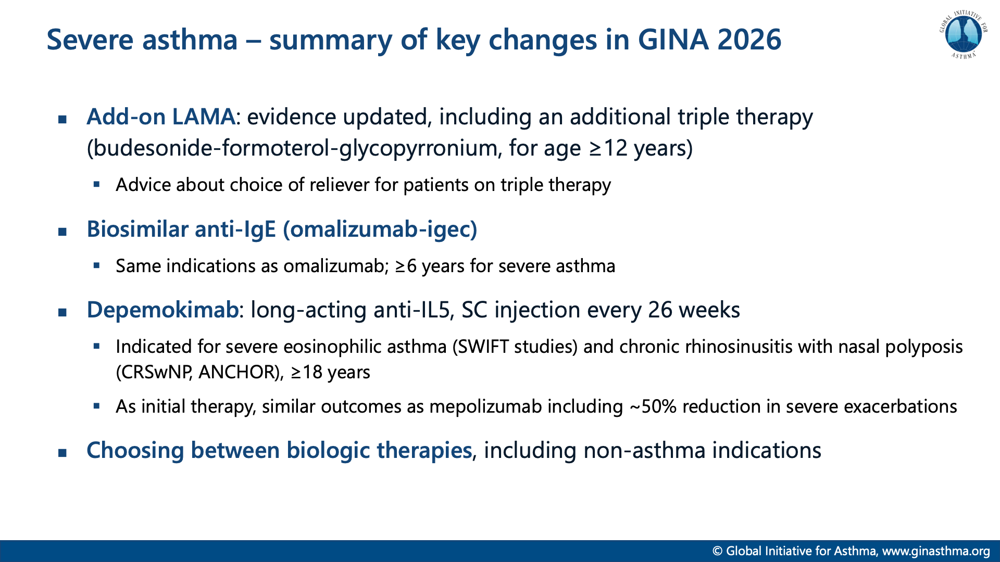 Severe asthma – summary of key changes in GINA 2026
GLOBAL INITIATIVE FOR
ASTHMA
▪ Add-on LAMA: evidence updated, including an additional triple therapy
(budesonide-formoterol-glycopyrronium, for age ≥12 years)
▪ Advice about choice of reliever for patients on triple therapy
▪ Biosimilar anti-IgE (omalizumab-igec)
▪ Same indications as omalizumab; ≥6 years for severe asthma
▪ Depemokimab: long-acting anti-IL5, SC injection every 26 weeks
▪ Indicated for severe eosinophilic asthma (SWIFT studies) and chronic rhinosinusitis with nasal polyposis
(CRSwNP, ANCHOR), ≥18 years
▪ As initial therapy, similar outcomes as mepolizumab including ~50% reduction in severe exacerbations
▪ Choosing between biologic therapies, including non-asthma indications
© Global Initiative for Asthma, www.ginasthma.org